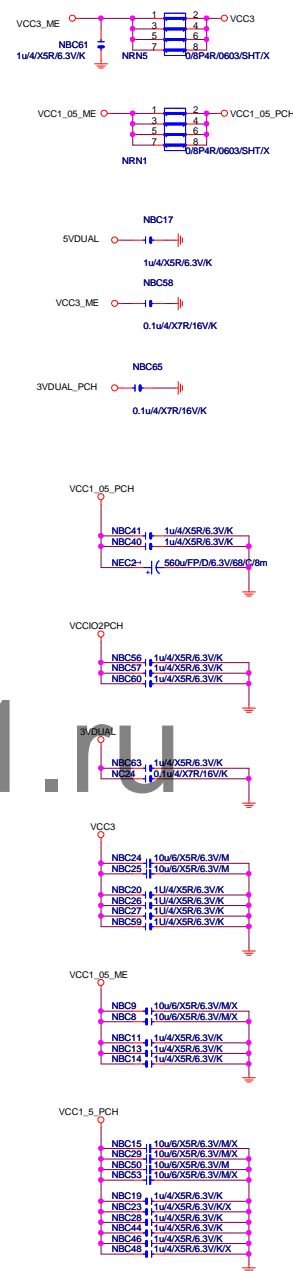 VCC3_ME
1 2
3 4
5 6
7 8
VCC3
NBC61
1u/4/X5R/6.3V/K
NRN5
0/8P4R/0603/SHT/X
VCC1_05_ME
1 2
3 4
5 6
7 8
VCC1_05_PCH
0/8P4R/0603/SHT/X
NRN1
NBC17
5VDUAL
1u/4/X5R/6.3V/K
NBC58
VCC3_ME
0.1u/4/X7R/16V/K
NBC65
3VDUAL_PCH
0.1u/4/X7R/16V/K
VCC1_05_PCH
NBC41 1u/4/X5R/6.3V/K
NBC40 1u/4/X5R/6.3V/K
NEC2 560u/FP/D/6.3V/68/C/8m
+
VCCIO2PCH
NBC56 1u/4/X5R/6.3V/K
NBC57 1u/4/X5R/6.3V/K
NBC60 1u/4/X5R/6.3V/K
1.ru
3VDUAL
NBC63 1u/4/X5R/6.3V/K
NC24 0.1u/4/X7R/16V/K
VCC3
NBC24 10u/6/X5R/6.3V/M
NBC25 10u/6/X5R/6.3V/M
NBC20 1U/4/X5R/6.3V/K
NBC26 1U/4/X5R/6.3V/K
NBC27 1U/4/X5R/6.3V/K
NBC59 1U/4/X5R/6.3V/K
VCC1_05_ME
NBC9 10u/6/X5R/6.3V/M/X
NBC8 10u/6/X5R/6.3V/M/X
NBC11 1u/4/X5R/6.3V/K
NBC13 1u/4/X5R/6.3V/K
NBC14 1u/4/X5R/6.3V/K
VCC1_5_PCH
NBC15 10u/6/X5R/6.3V/M/X
NBC29 10u/6/X5R/6.3V/M/X
NBC50 10u/6/X5R/6.3V/M
NBC53 10u/6/X5R/6.3V/M/X
NBC19 1u/4/X5R/6.3V/K
NBC23 1u/4/X5R/6.3V/K/X
NBC28 1u/4/X5R/6.3V/K
NBC44 1u/4/X5R/6.3V/K
NBC46 1u/4/X5R/6.3V/K
NBC48 1u/4/X5R/6.3V/K/X